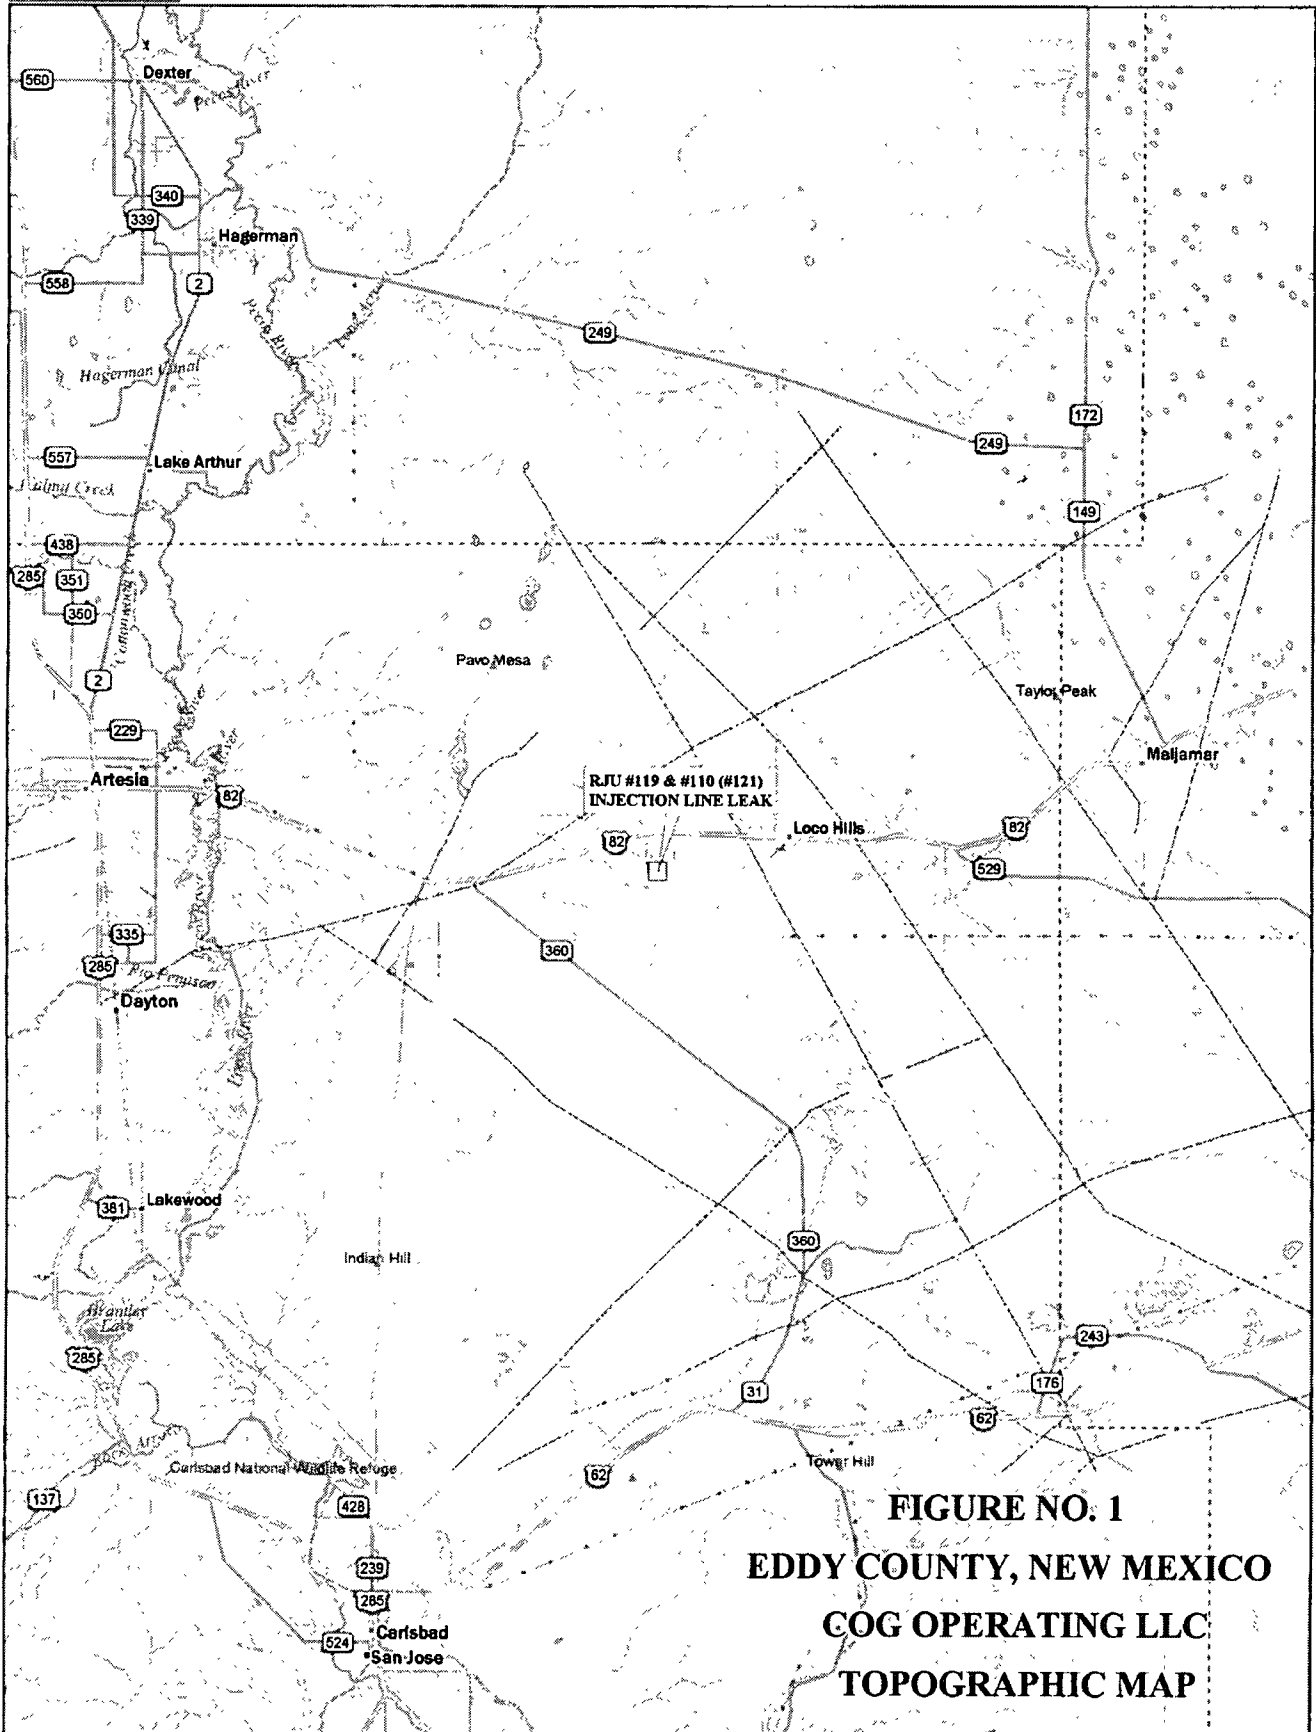 Dexter
560
Pecos River
340
339
Hagerman
558
2
249
Pecos River
Hagerman Canal
172
249
557
Lake Arthur
149
438
285
351
350
Pavo Mesa
2
Taylor Peak
229
Maljamar
Artesia
RJU #119 & #110 (#121)
INJECTION LINE LEAK
82
82
Loco Hills
82
529
335
360
285
Rio Penasco
Dayton
381
Lakewood
360
Indian Hill
Brantley
Lake
243
285
176
31
62
Tower Hill
Carlsbad National Wildlife Refuge
62
137
428
239
285
524
Carlsbad
San Jose
FIGURE NO. 1
EDDY COUNTY, NEW MEXICO
COG OPERATING LLC
TOPOGRAPHIC MAP